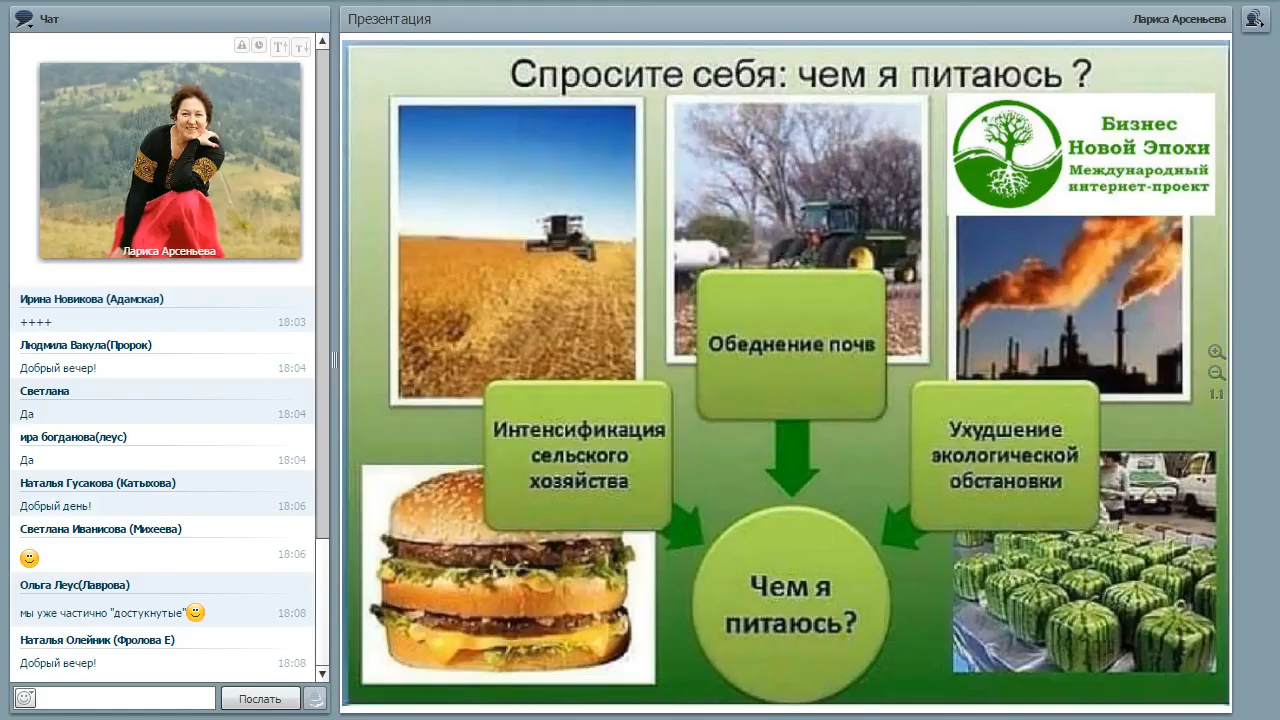 Чат
Лариса Арсеньева
Ирина Новикова (Адамская)
++++ 18:03
Людмила Вакула(Пророк)
Добрый вечер! 18:04
Светлана
Да 18:04
ира богданова(леус)
Да 18:04
Наталья Гусакова (Катыхова)
Добрый день! 18:06
Светлана Иванисова (Михеева)
18:06
Ольга Леус(Лаврова)
мы уже частично "достукнутые" 18:08
Наталья Олейник (Фролова Е)
Добрый вечер! 18:08
Послать
Презентация
Лариса Арсеньева
Спросите себя: чем я питаюсь ?
Бизнес
Новой Эпохи
Международный
интернет-проект
Обеднение почв
Интенсификация
сельского
хозяйства
Ухудшение
экологической
обстановки
Чем я
питаюсь?
1:1